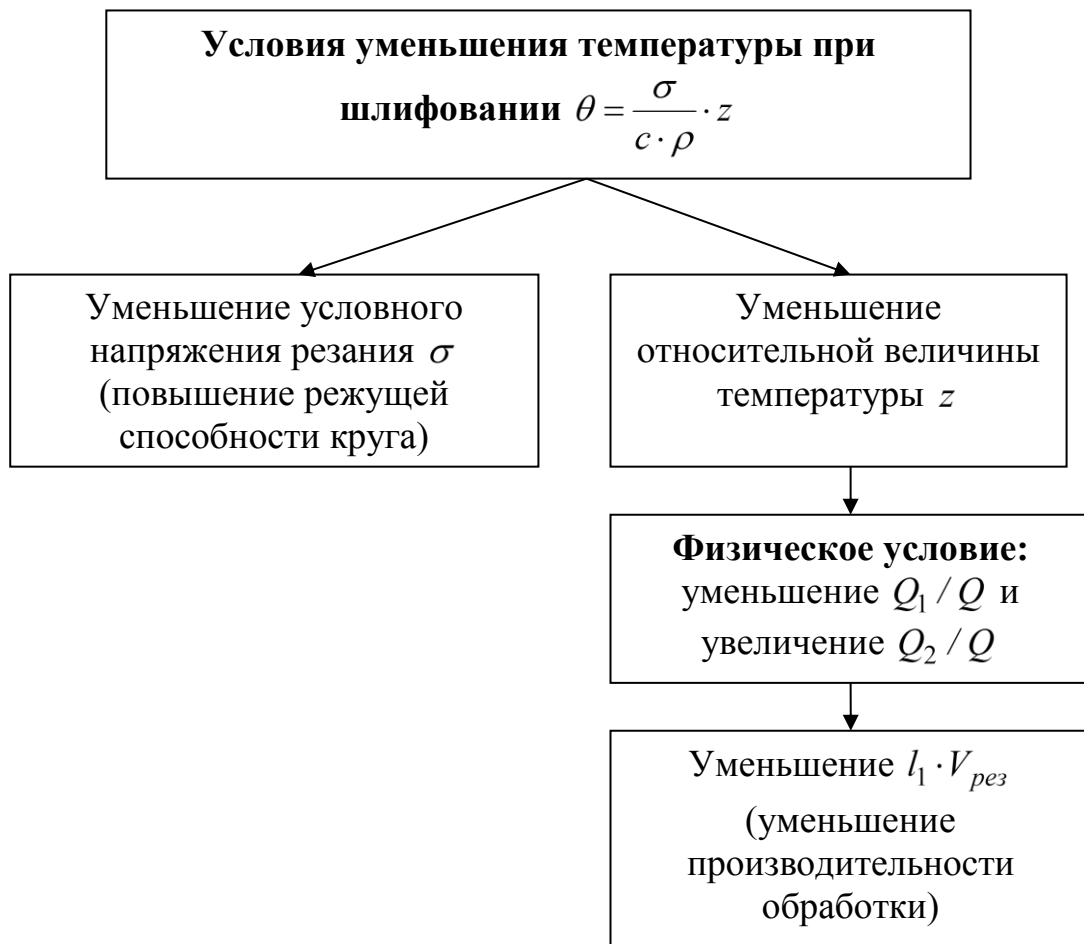 Условия уменьшения температуры при
шлифовании θ = σ / (c · ρ) · z
Уменьшение условного
напряжения резания σ
(повышение режущей
способности круга)
Уменьшение
относительной величины
температуры z
Физическое условие:
уменьшение Q₁ / Q и
увеличение Q₂ / Q
Уменьшение l₁ · Vрез
(уменьшение
производительности
обработки)